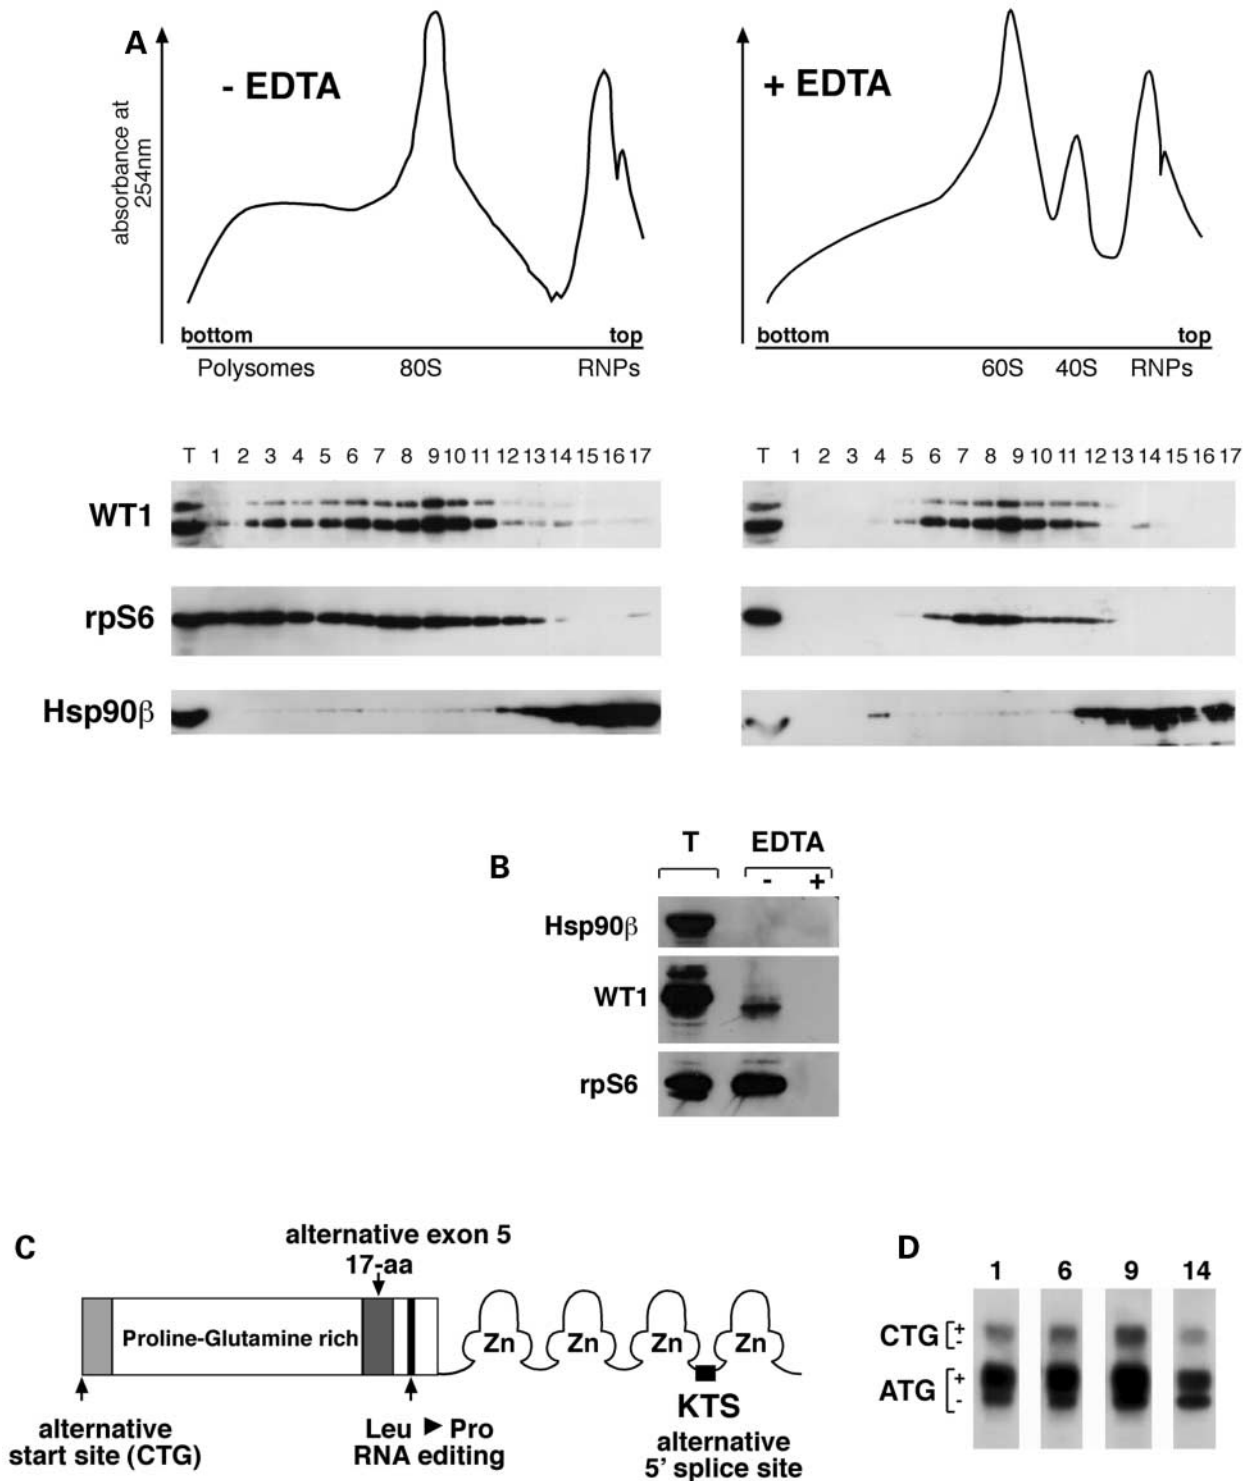 A
- EDTA
+ EDTA
absorbance at
254nm
bottom
top
bottom
top
Polysomes
80S
RNPs
60S
40S
RNPs
T 1 2 3 4 5 6 7 8 9 10 11 12 13 14 15 16 17
T 1 2 3 4 5 6 7 8 9 10 11 12 13 14 15 16 17
WT1
rpS6
Hsp90β
B
T
EDTA
- +
Hsp90β
WT1
rpS6
C
alternative exon 5
17-aa
Proline-Glutamine rich
Zn Zn Zn Zn
KTS
alternative
start site (CTG)
Leu ► Pro
RNA editing
alternative
5' splice site
D
1 6 9 14
CTG
+
-
ATG
+
-